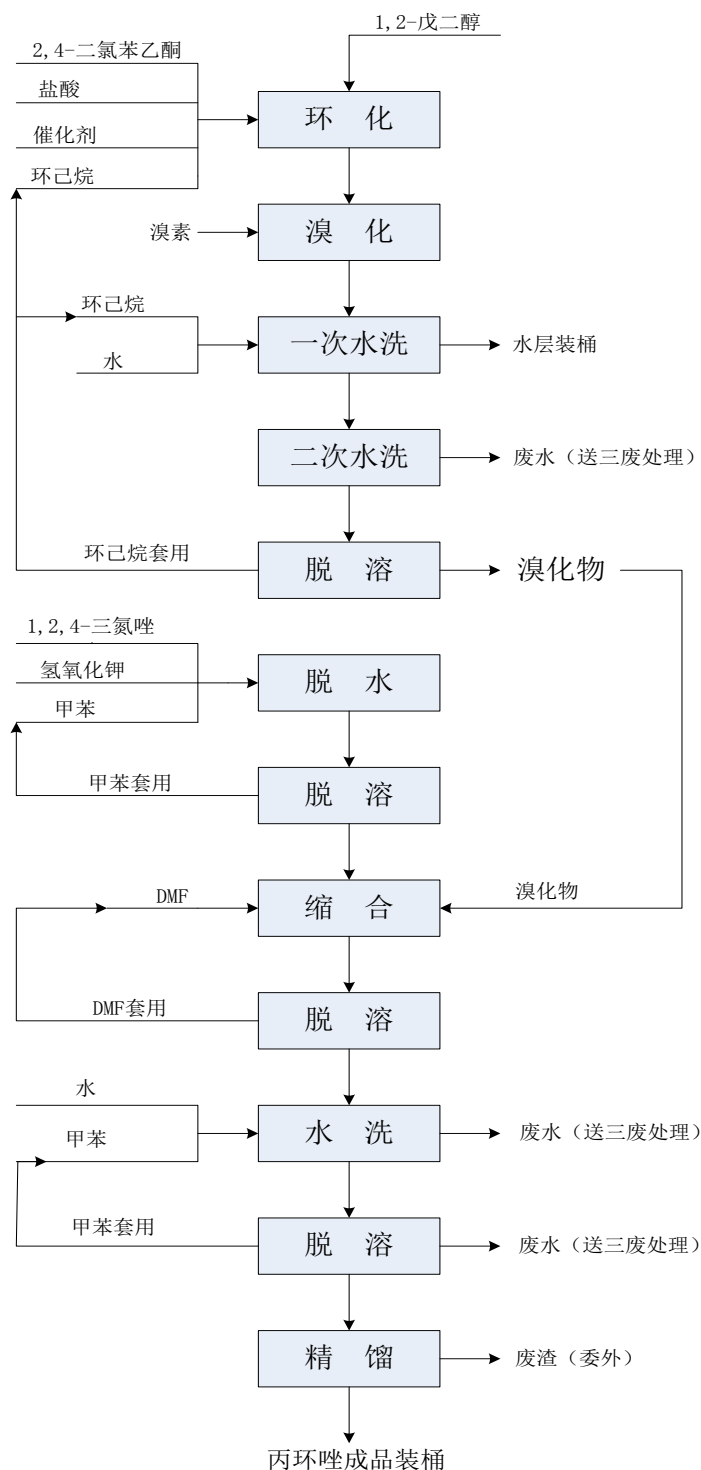 1,2-戊二醇
2,4-二氯苯乙酮
盐酸
环 化
催化剂
环己烷
溴素
溴 化
环己烷
一次水洗
水层装桶
水
二次水洗
废水（送三废处理）
环己烷套用
脱 溶
溴化物
1,2,4-三氮唑
氢氧化钾
脱 水
甲苯
甲苯套用
脱 溶
DMF
缩 合
溴化物
DMF套用
脱 溶
水
水 洗
废水（送三废处理）
甲苯
甲苯套用
脱 溶
废水（送三废处理）
精 馏
废渣（委外）
丙环唑成品装桶